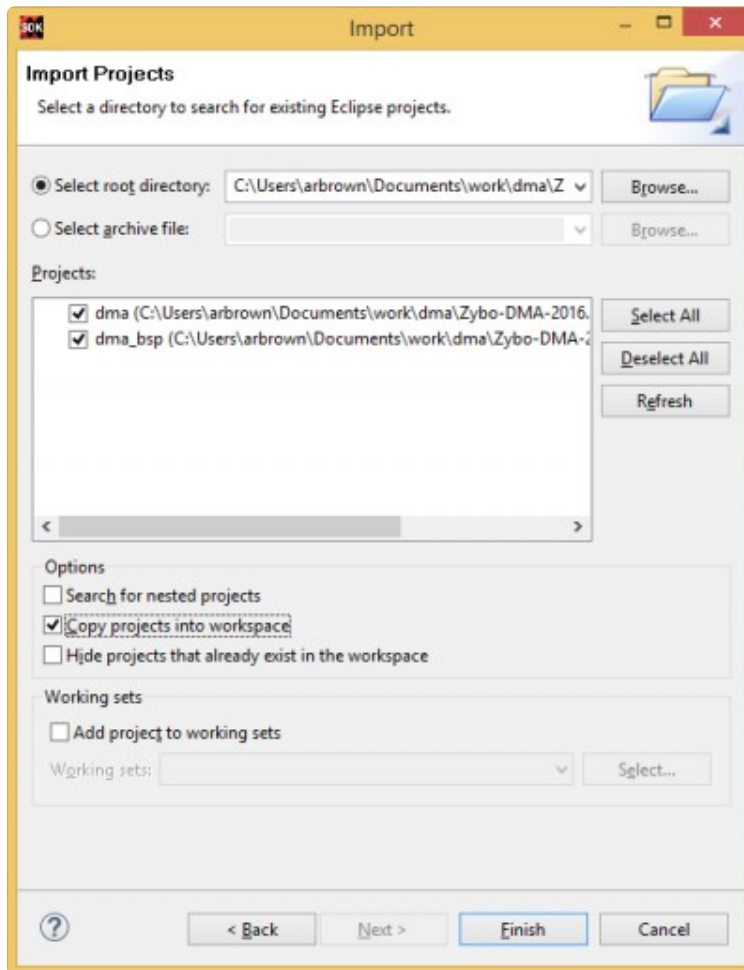 SDK
Import
Import Projects
Select a directory to search for existing Eclipse projects.
Select root directory: C:\Users\arbrown\Documents\work\dma\Z Browse...
Select archive file: Browse...
Projects:
dma (C:\Users\arbrown\Documents\work\dma\Zybo-DMA-2016. Select All
dma_bsp (C:\Users\arbrown\Documents\work\dma\Zybo-DMA-2
Deselect All
Refresh
Options
Search for nested projects
Copy projects into workspace
Hide projects that already exist in the workspace
Working sets
Add project to working sets
Working sets: Select...
? < Back Next > Finish Cancel